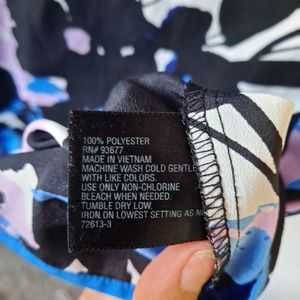 100% POLYESTER
RN# 93677
MADE IN VIETNAM
MACHINE WASH COLD GENTLE
WITH LIKE COLORS.
USE ONLY NON-CHLORINE
BLEACH WHEN NEEDED.
TUMBLE DRY LOW.
IRON ON LOWEST SETTING AS
72613-3